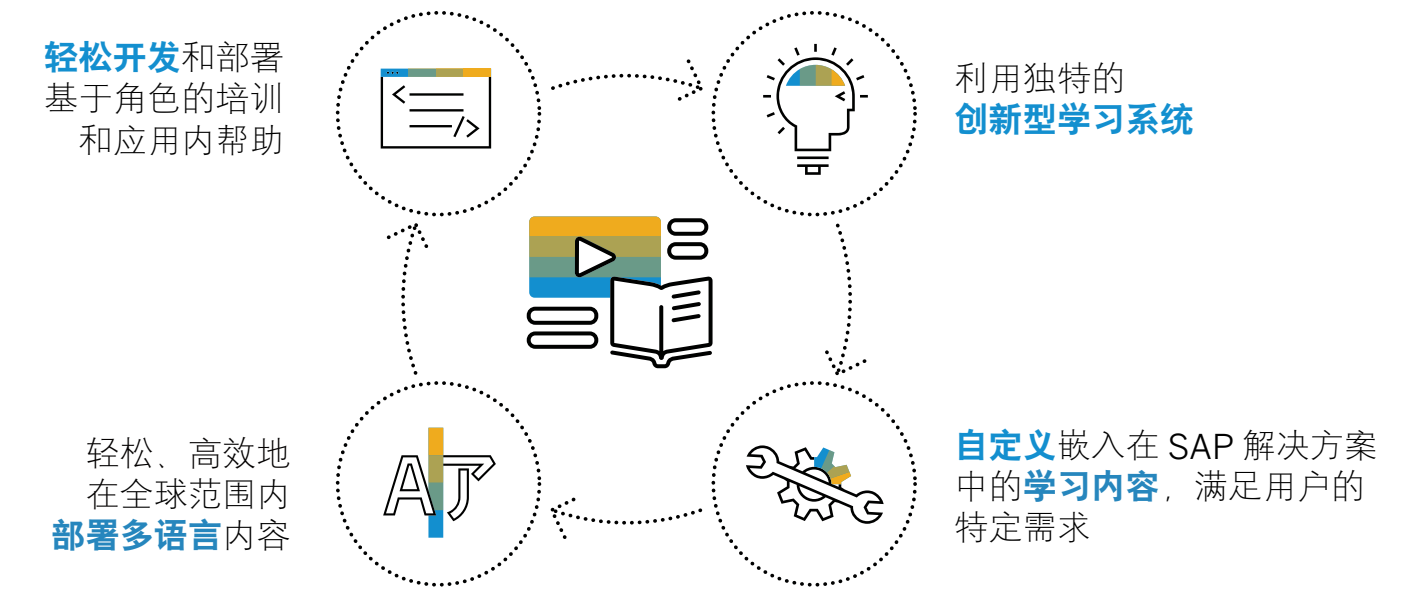 轻松开发和部署
基于角色的培训
和应用内帮助
利用独特的
创新型学习系统
轻松、高效地
在全球范围内
部署多语言内容
自定义嵌入在 SAP 解决方案
中的学习内容，满足用户的
特定需求